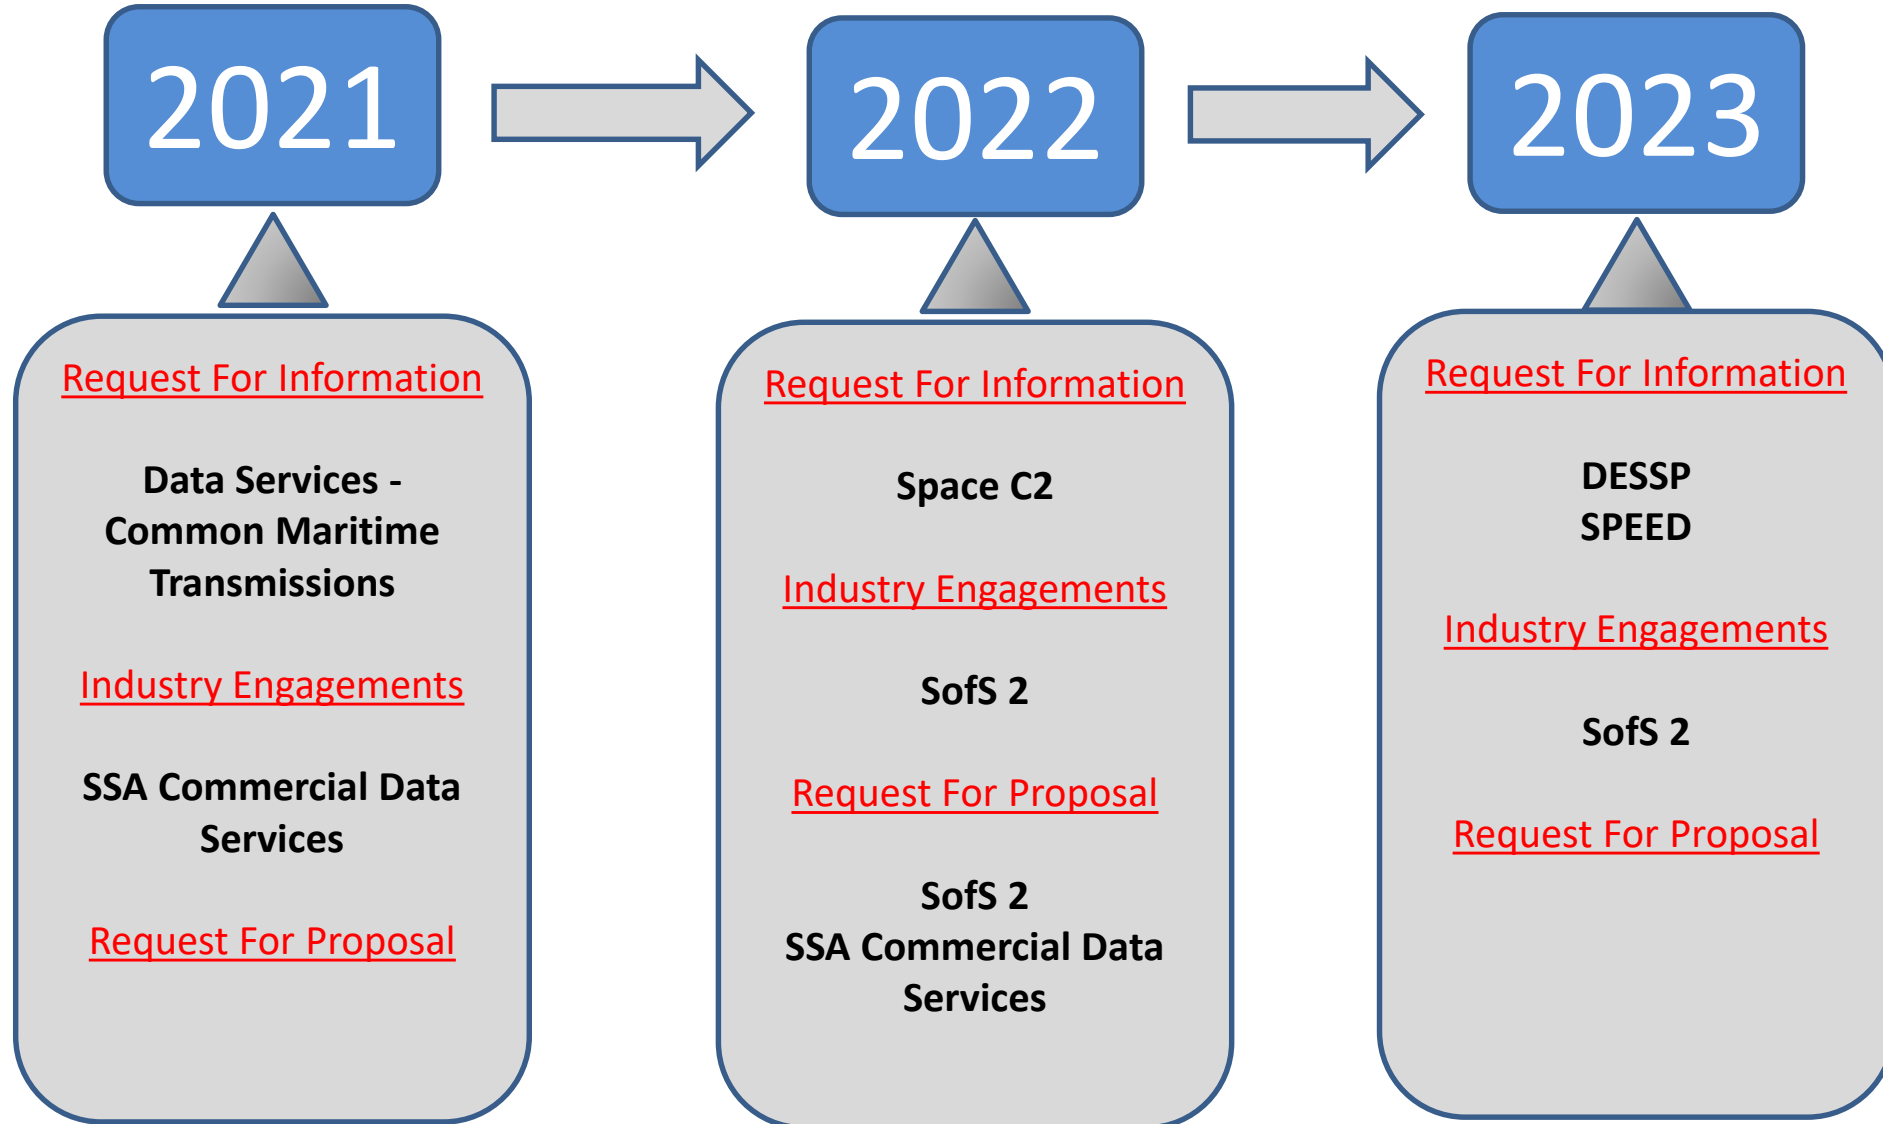 2021
Request For Information
Data Services -
Common Maritime
Transmissions
Industry Engagements
SSA Commercial Data
Services
Request For Proposal
2022
Request For Information
Space C2
Industry Engagements
SofS 2
Request For Proposal
SofS 2
SSA Commercial Data
Services
2023
Request For Information
DESSP
SPEED
Industry Engagements
SofS 2
Request For Proposal